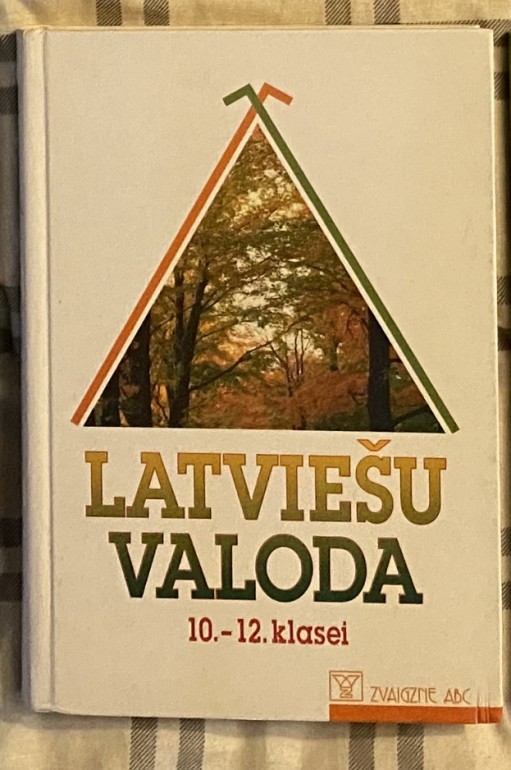 LATVIEŠU
VALODA
10.-12. klasei
ZVAIGZNE ABC